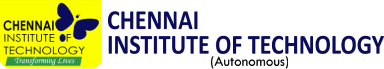 CHENNAI
INSTITUTE OF
TECHNOLOGY
Transforming Lives
CHENNAI
INSTITUTE OF TECHNOLOGY
(Autonomous)